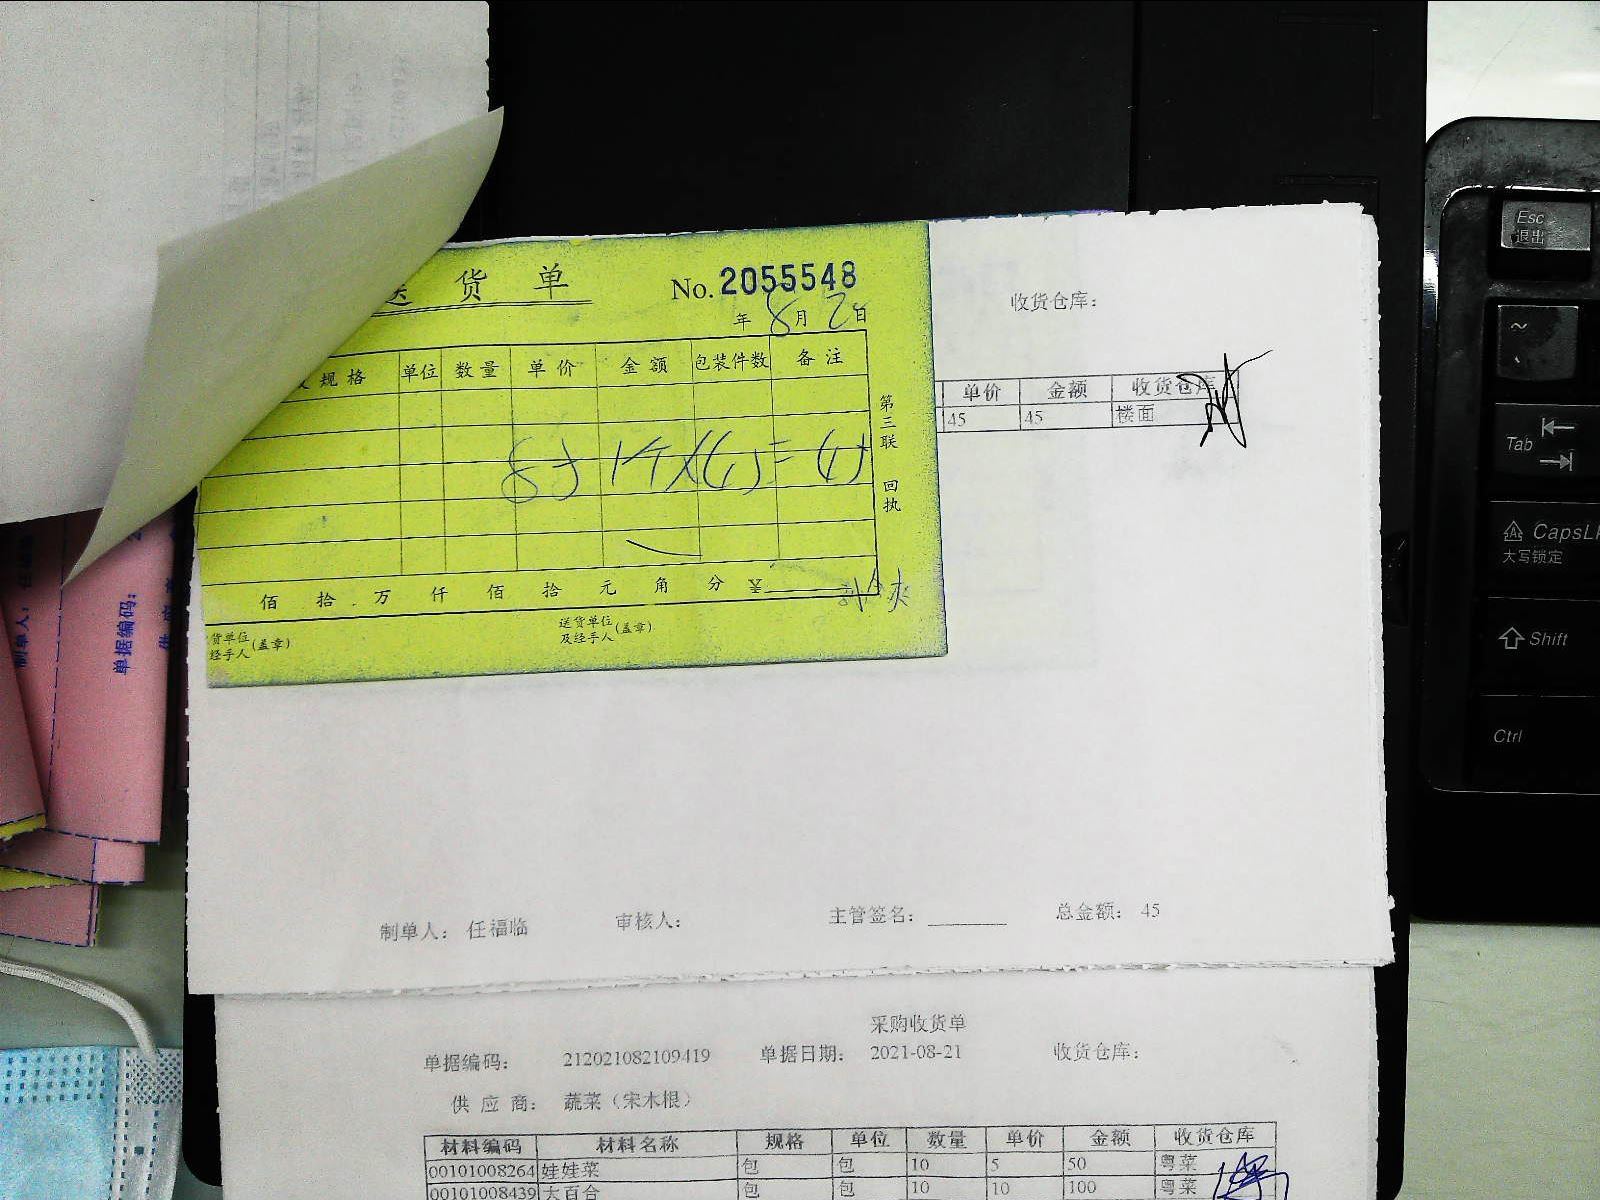 送 货 单
No. 2055548
年 8月 2日
规格 单位 数量 单价 金额 包装件数 备注
第三联 回执
佰 拾 万 仟 佰 拾 元 角 分 ¥
货单位
经手人 (盖章)
送货单位
及经手人 (盖章)
收货仓库:
单价 金额 收货仓库
45 45 楼面
制单人: 任福临 审核人: 主管签名: 总金额: 45
采购收货单
单据编码: 212021082109419 单据日期: 2021-08-21 收货仓库:
供 应 商: 蔬菜（宋木根）
材料编码 材料名称 规格 单位 数量 单价 金额 收货仓库
00101008264 娃娃菜 包 包 10 5 50 粤菜
00101008439 大百合 包 包 10 10 100 粤菜
制单人:
单据编码:
Esc
退出
~
Tab
CapsL
大写锁定
Shift
Ctrl